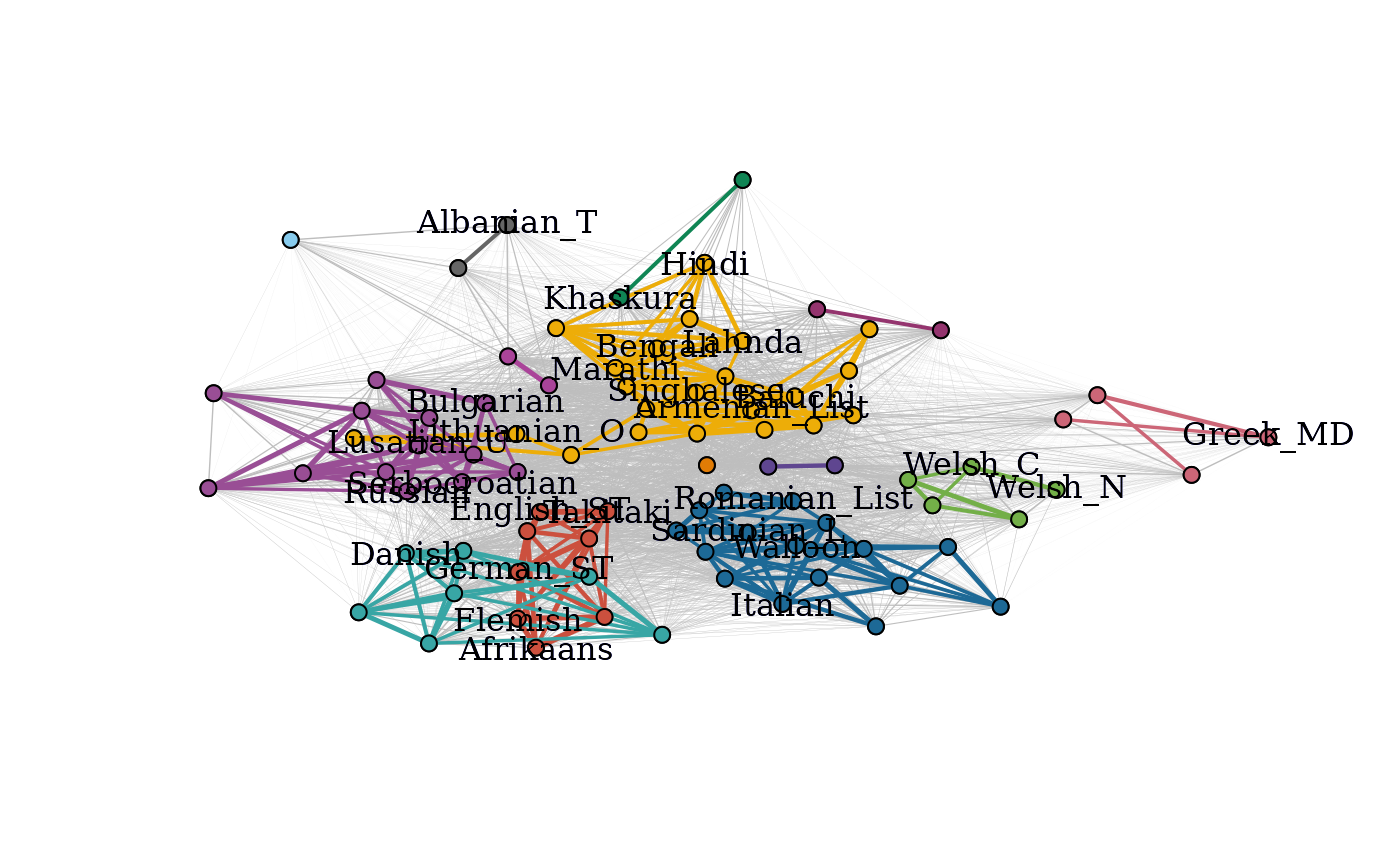 Albanian_T
Hindi
Khaskura
Lahnda
Bengali
Marathi
Singhalese
Baluchi
Bulgarian
Armenian_List
Lithuanian_O
Greek_MD
Lusatian_U
Welsh_C
Serbocroatian
Welsh_N
Russian
Romanian_List
English_ST
Takitaki
Sardinian_L
Walloon
Danish
German_ST
Italian
Flemish
Afrikaans